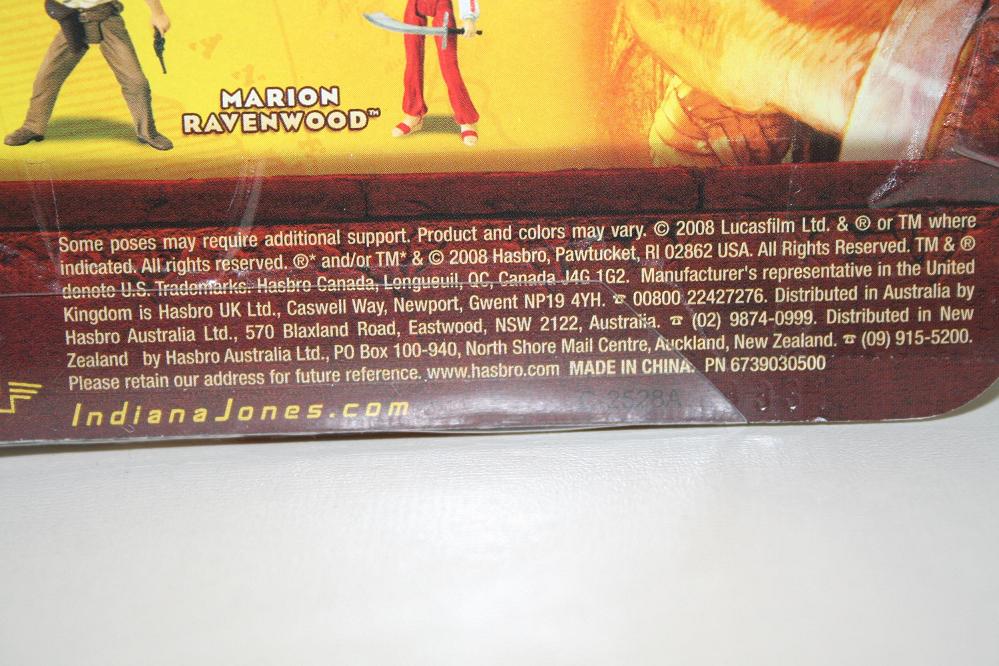 MARION
RAVENWOOD™
Some poses may require additional support. Product and colors may vary. © 2008 Lucasfilm Ltd. & ® or TM where
indicated. All rights reserved. ®* and/or TM* & © 2008 Hasbro, Pawtucket, RI 02862 USA. All Rights Reserved. TM & ®
denote U.S. Trademarks. Hasbro Canada, Longueuil, QC, Canada J4G 1G2. Manufacturer's representative in the United
Kingdom is Hasbro UK Ltd., Caswell Way, Newport, Gwent NP19 4YH. ☎ 00800 22427276. Distributed in Australia by
Hasbro Australia Ltd., 570 Blaxland Road, Eastwood, NSW 2122, Australia. ☎ (02) 9874-0999. Distributed in New
Zealand by Hasbro Australia Ltd., PO Box 100-940, North Shore Mail Centre, Auckland, New Zealand. ☎ (09) 915-5200.
Please retain our address for future reference. www.hasbro.com MADE IN CHINA. PN 6739030500
IndianaJones.com
C-3528A